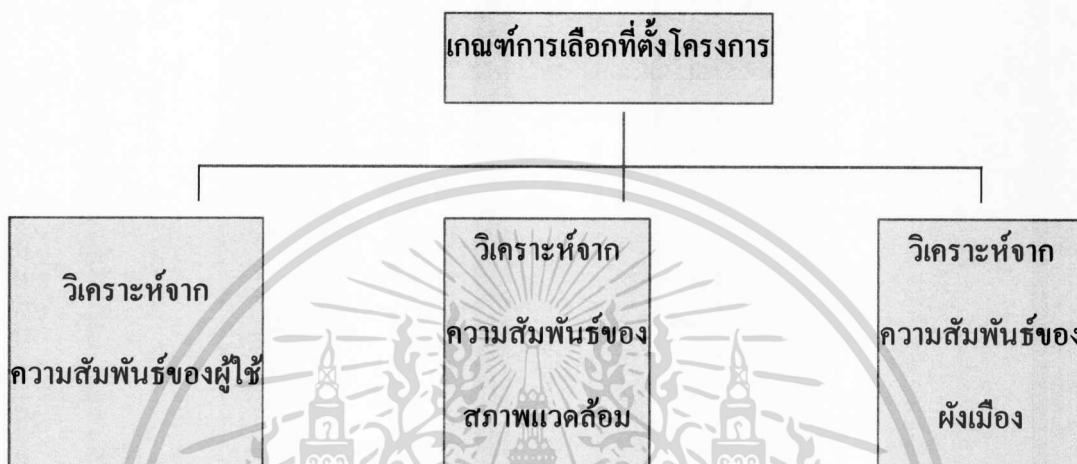 เกณฑ์การเลือกที่ตั้งโครงการ
วิเคราะห์จาก
ความสัมพันธ์ของผู้ใช้
วิเคราะห์จาก
ความสัมพันธ์ของ
สภาพแวดล้อม
วิเคราะห์จาก
ความสัมพันธ์ของ
ผังเมือง